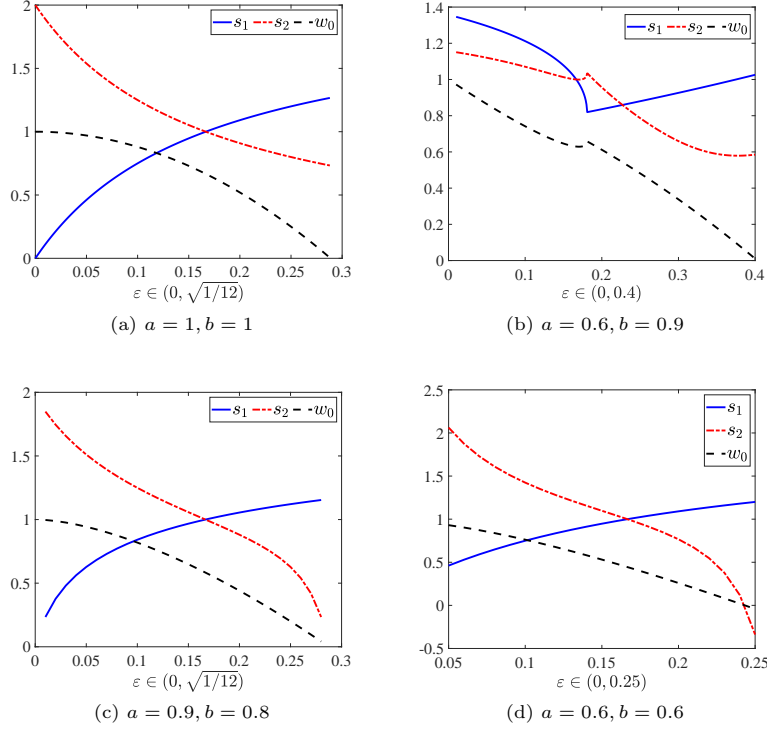 s₁ s₂ w₀
2
1.5
1
0.5
0
0 0.05 0.1 0.15 0.2 0.25 0.3
ε ∈ (0, √1/12)
(a) a = 1, b = 1
s₁ s₂ w₀
1.4
1.2
1
0.8
0.6
0.4
0.2
0
0 0.1 0.2 0.3 0.4
ε ∈ (0, 0.4)
(b) a = 0.6, b = 0.9
s₁ s₂ w₀
2
1.5
1
0.5
0
0 0.05 0.1 0.15 0.2 0.25 0.3
ε ∈ (0, √1/12)
(c) a = 0.9, b = 0.8
s₁
s₂
w₀
2.5
2
1.5
1
0.5
0
-0.5
0.05 0.1 0.15 0.2 0.25
ε ∈ (0, 0.25)
(d) a = 0.6, b = 0.6